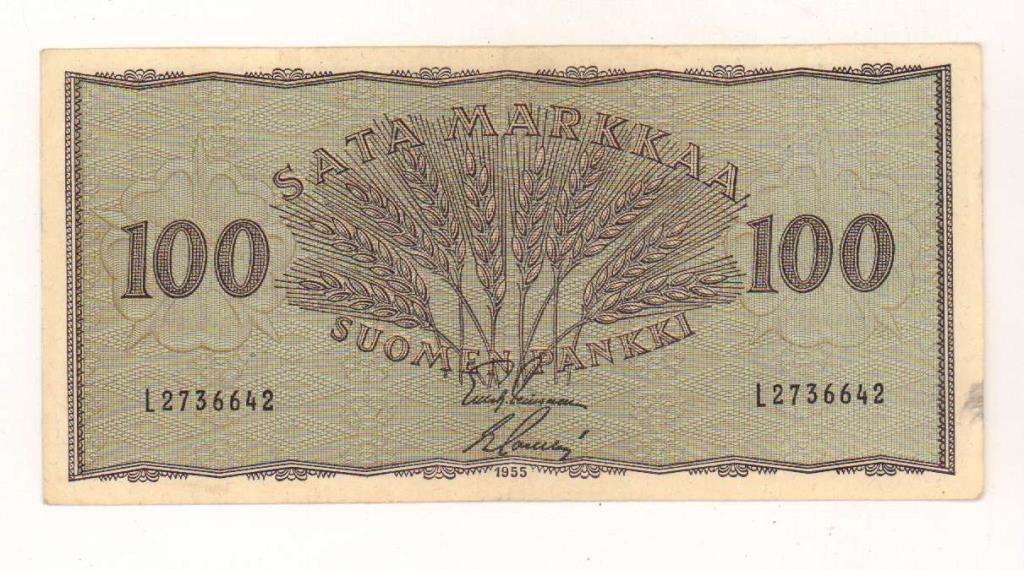 SATA MARKKAA
100 100
SUOMEN PANKKI
L2736642 L2736642
1955